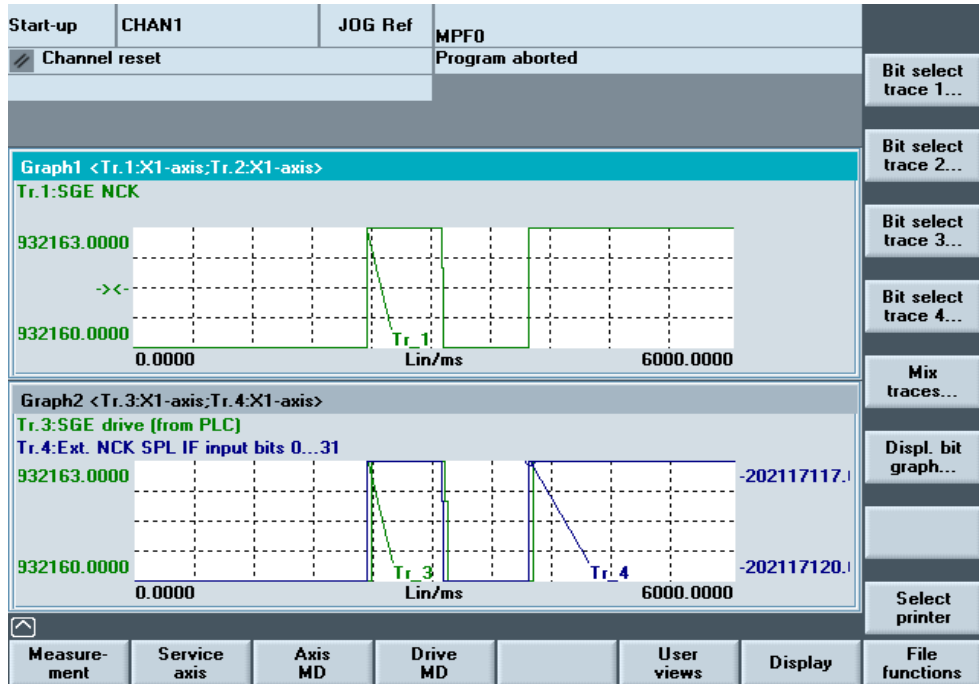 Start-up
CHAN1
JOG Ref
MPF0
Channel reset
Program aborted
Graph1 <Tr.1:X1-axis;Tr.2:X1-axis>
Tr.1:SGE NCK
932163.0000
-><-
932160.0000
Tr_1
0.0000
Lin/ms
6000.0000
Graph2 <Tr.3:X1-axis;Tr.4:X1-axis>
Tr.3:SGE drive (from PLC)
Tr.4:Ext. NCK SPL IF input bits 0...31
932163.0000
-202117117.
932160.0000
Tr_3
Tr_4
-202117120.
0.0000
Lin/ms
6000.0000
Bit select
trace 1...
Bit select
trace 2...
Bit select
trace 3...
Bit select
trace 4...
Mix
traces...
Displ. bit
graph...
Select
printer
Measure-
ment
Service
axis
Axis
MD
Drive
MD
User
views
Display
File
functions